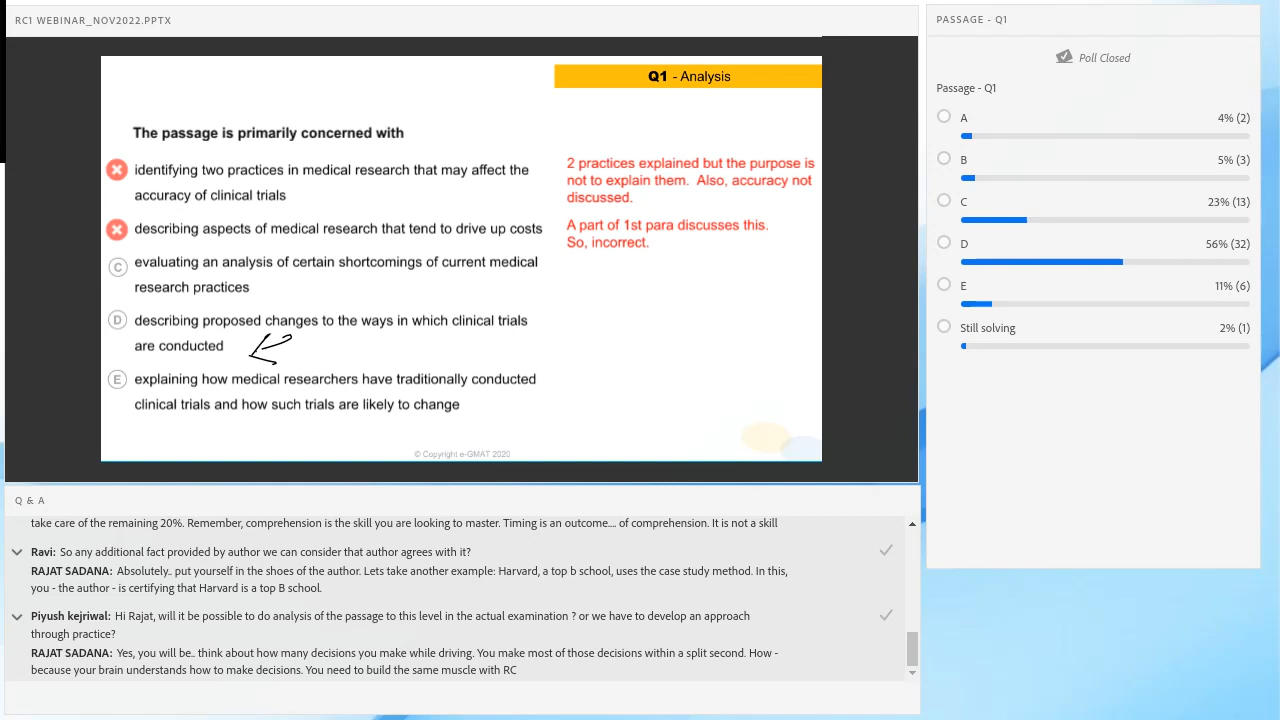 RC1 WEBINAR_NOV2022.PPTX
Q1 - Analysis
The passage is primarily concerned with
identifying two practices in medical research that may affect the
accuracy of clinical trials
2 practices explained but the purpose is
not to explain them. Also, accuracy not
discussed.
describing aspects of medical research that tend to drive up costs
A part of 1st para discusses this.
So, incorrect.
C evaluating an analysis of certain shortcomings of current medical
research practices
D describing proposed changes to the ways in which clinical trials
are conducted
E explaining how medical researchers have traditionally conducted
clinical trials and how such trials are likely to change
© Copyright e-GMAT 2020
PASSAGE - Q1
Poll Closed
Passage - Q1
A 4% (2)
B 5% (3)
C 23% (13)
D 56% (32)
E 11% (6)
Still solving 2% (1)
Q & A
take care of the remaining 20%. Remember, comprehension is the skill you are looking to master. Timing is an outcome.... of comprehension. It is not a skill
Ravi: So any additional fact provided by author we can consider that author agrees with it?
RAJAT SADANA: Absolutely.. put yourself in the shoes of the author. Lets take another example: Harvard, a top b school, uses the case study method. In this,
you - the author - is certifying that Harvard is a top B school.
Piyush kejriwal: Hi Rajat, will it be possible to do analysis of the passage to this level in the actual examination ? or we have to develop an approach
through practice?
RAJAT SADANA: Yes, you will be.. think about how many decisions you make while driving. You make most of those decisions within a split second. How -
because your brain understands how to make decisions. You need to build the same muscle with RC